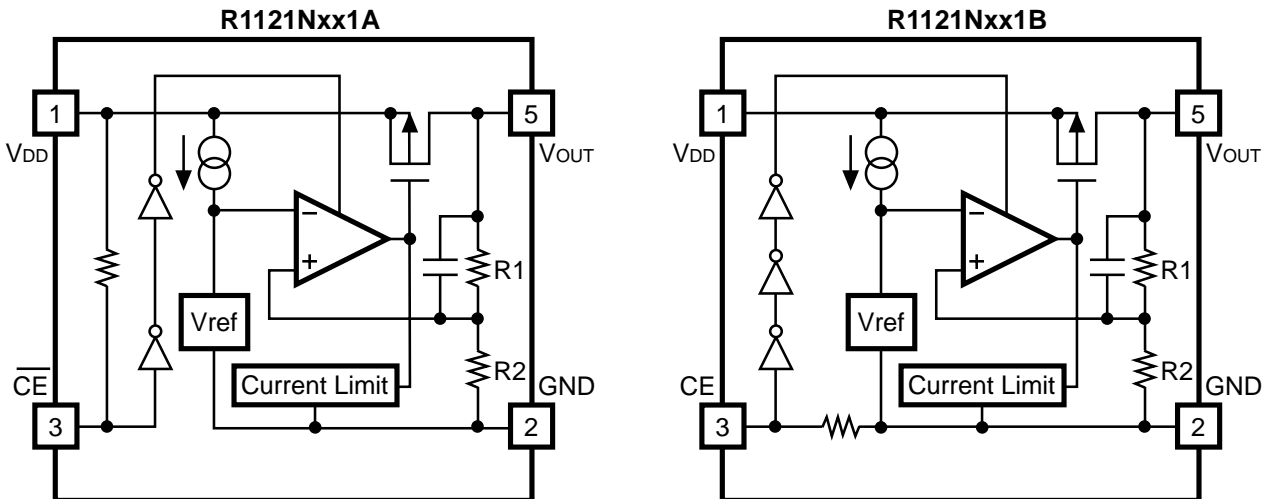 R1121Nxx1A
1
5
VDD
VOUT
−
+
R1
Vref
R2
Current Limit
C̅E̅
GND
3
2
R1121Nxx1B
1
5
VDD
VOUT
−
+
R1
Vref
R2
Current Limit
CE
GND
3
2